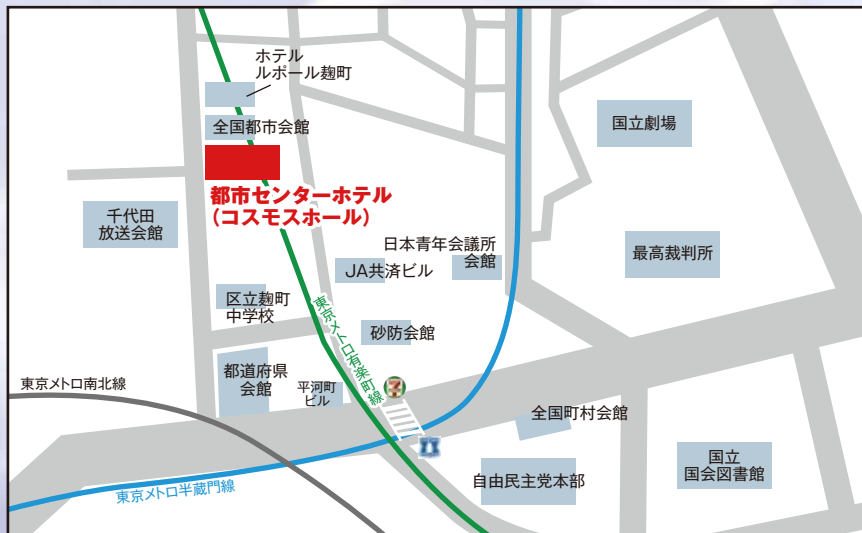 ホテル
ルポール麹町
全国都市会館
都市センターホテル
(コスモスホール)
千代田
放送会館
国立劇場
日本青年会議所
会館
JA共済ビル
最高裁判所
区立麹町
中学校
東京メトロ有楽町線
砂防会館
都道府県
会館
平河町
ビル
7
東京メトロ南北線
全国町村会館
国立
国会図書館
自由民主党本部
東京メトロ半蔵門線